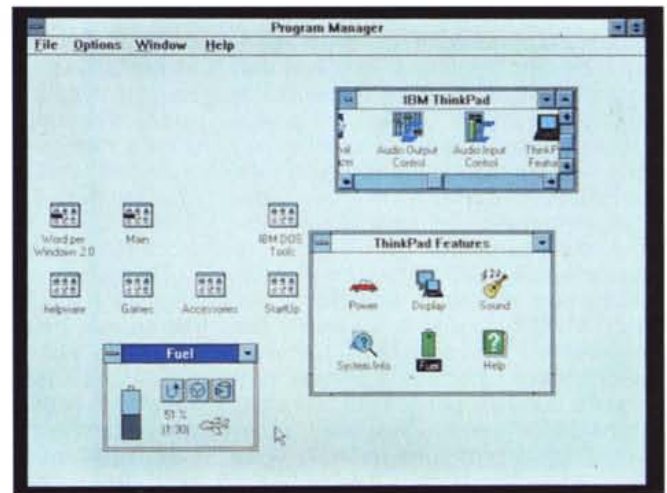 Program Manager
File Options Window Help
IBM ThinkPad
Audio Output
Control
Audio Input
Control
ThinkP
Featu
Word per
Windows 2.0
Main
IBM DOS
Tools
helpware
Games
Accessories
StartUp
ThinkPad Features
Power
Display
Sound
System Info
Fuel
Help
Fuel
51 %
(1:30)